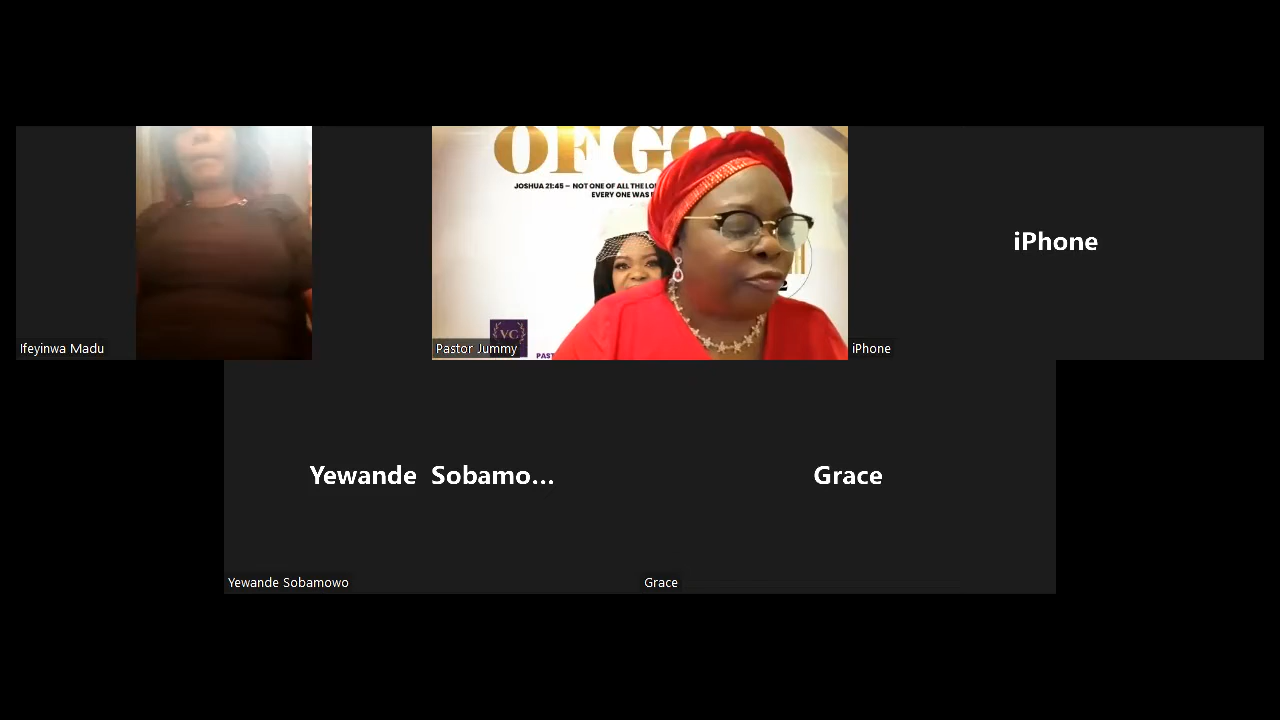 OF GOD
JOSHUA 21:45 – NOT ONE OF ALL THE
EVERY ONE WAS
VC
Ifeyinwa Madu
Pastor Jummy
iPhone
iPhone
Yewande Sobamo...
Grace
Yewande Sobamowo
Grace